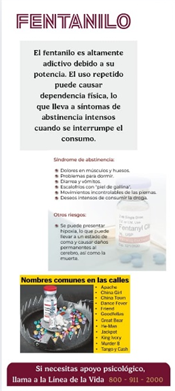 FENTANILO
El fentanilo es altamente
adictivo debido a su
potencia. El uso repetido
puede causar
dependencia física, lo
que lleva a síntomas de
abstinencia intensos
cuando se interrumpe el
consumo.
Síndrome de abstinencia:
Dolores en músculos y huesos
Problemas para dormir
Diarrea y vómitos
Escalofríos con "piel de gallina"
Movimientos incontrolables de las piernas
Deseos intensos de consumir la droga.
Otros riesgos:
Se puede presentar
hipoxia, lo que puede
llevar a un estado de
coma y causar daños
permanentes al
cerebro, así como la
muerte.
Fentanyl
Nombres comunes en las calles
Apache
China Girl
China Town
Dance Fever
Friend
Goodfellas
Great Bear
He-Man
Jackpot
King Ivory
Murder 8
Tango y Cash
Si necesitas apoyo psicológico,
llama a la Línea de la Vida 800 - 911 - 2000